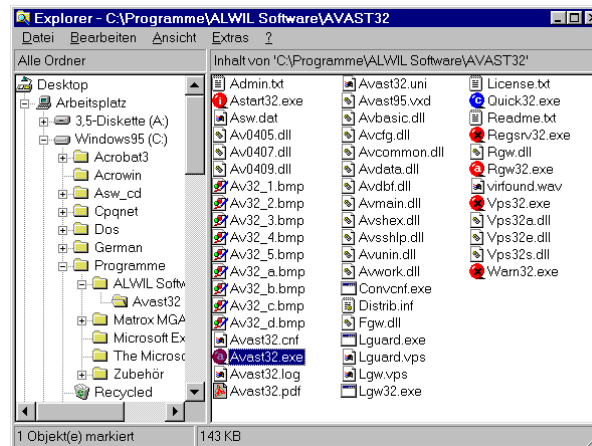 Explorer - C:\Programme\ALWIL Software\AVAST32
Datei Bearbeiten Ansicht Extras ?
Alle Ordner
Inhalt von 'C:\Programme\ALWIL Software\AVAST32'
Desktop
Arbeitsplatz
3,5-Diskette (A:)
Windows95 (C:)
Acrobat3
Acrowin
Asw_cd
Cpqnet
Dos
German
Programme
ALWIL Softw
Avast32
Matrox MGA
Microsoft Ex
The Microsc
Zubehör
Recycled
Admin.txt
Astart32.exe
Asw.dat
Av0405.dll
Av0407.dll
Av0409.dll
Av32_1.bmp
Av32_2.bmp
Av32_3.bmp
Av32_4.bmp
Av32_5.bmp
Av32_a.bmp
Av32_b.bmp
Av32_c.bmp
Av32_d.bmp
Avast32.cnf
Avast32.exe
Avast32.log
Avast32.pdf
Avast32.uni
Avast95.vxd
Avbasic.dll
Avcfg.dll
Avcommon.dll
Avdata.dll
Avdbf.dll
Avmain.dll
Avshex.dll
Avsshlp.dll
Avunin.dll
Avwork.dll
Convcnf.exe
Distrib.inf
Fgw.dll
Lguard.exe
Lguard.vps
Lgw.vps
Lgw32.exe
License.txt
Quick32.exe
Readme.txt
Regsrv32.exe
Rgw.dll
Rgw32.exe
virfound.wav
Vps32.exe
Vps32a.dll
Vps32e.dll
Vps32s.dll
Warn32.exe
1 Objekt(e) markiert
143 KB